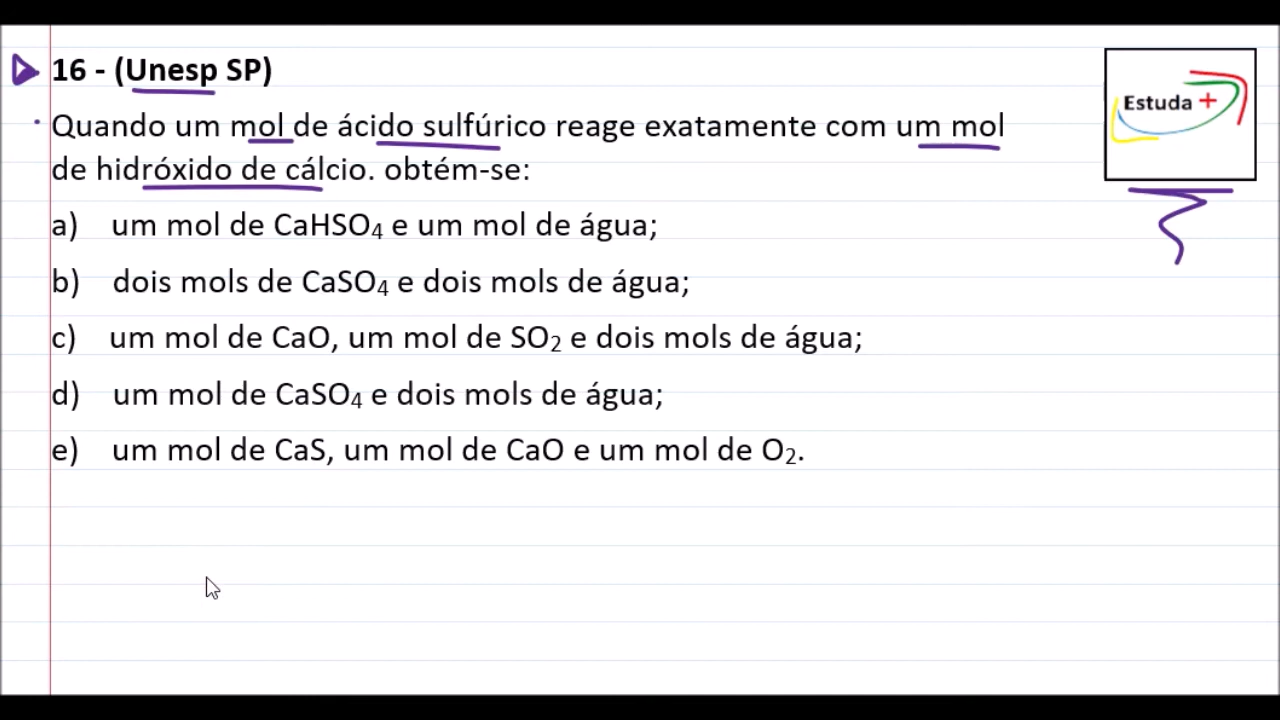 16 - (Unesp SP)
Estuda +
Quando um mol de ácido sulfúrico reage exatamente com um mol
de hidróxido de cálcio. obtém-se:
a) um mol de CaHSO₄ e um mol de água;
b) dois mols de CaSO₄ e dois mols de água;
c) um mol de CaO, um mol de SO₂ e dois mols de água;
d) um mol de CaSO₄ e dois mols de água;
e) um mol de CaS, um mol de CaO e um mol de O₂.